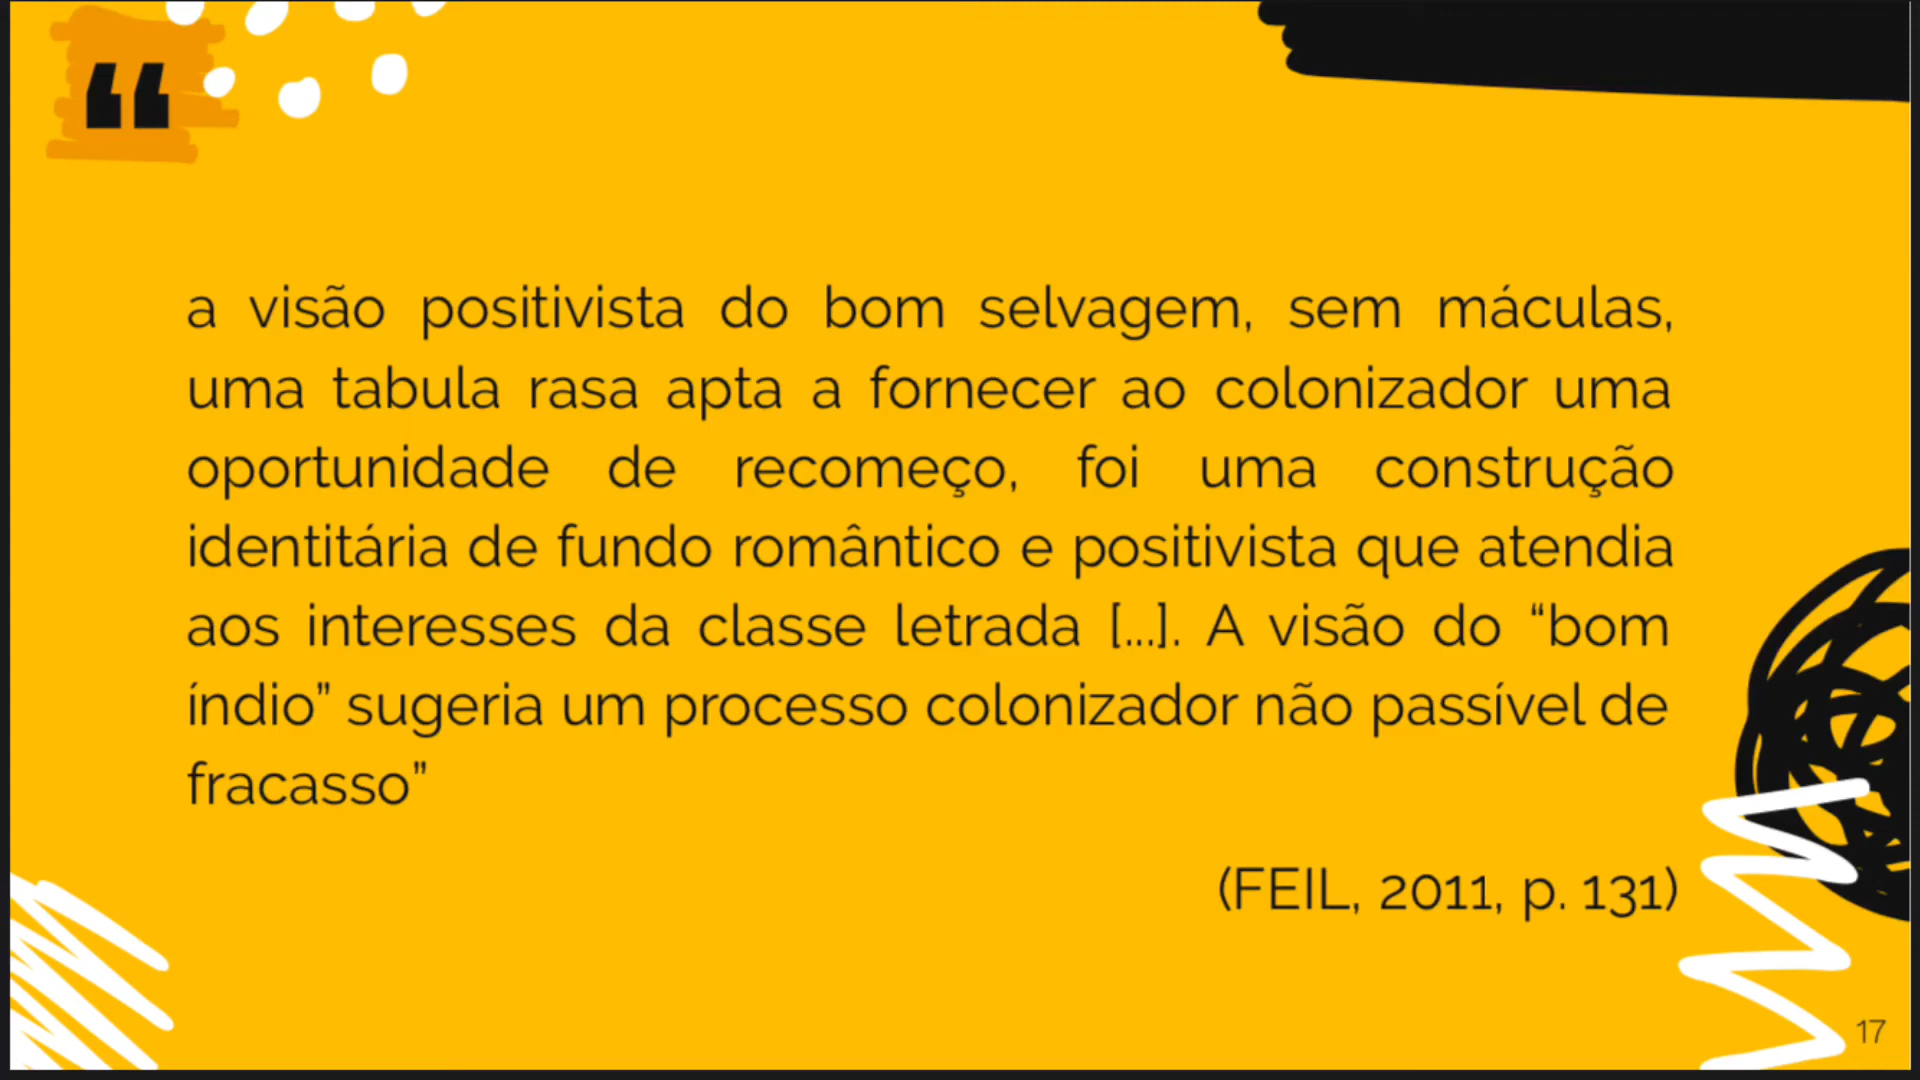 “
a visão positivista do bom selvagem, sem máculas,
uma tabula rasa apta a fornecer ao colonizador uma
oportunidade de recomeço, foi uma construção
identitária de fundo romântico e positivista que atendia
aos interesses da classe letrada [...]. A visão do “bom
índio” sugeria um processo colonizador não passível de
fracasso”
(FEIL, 2011, p. 131)
17